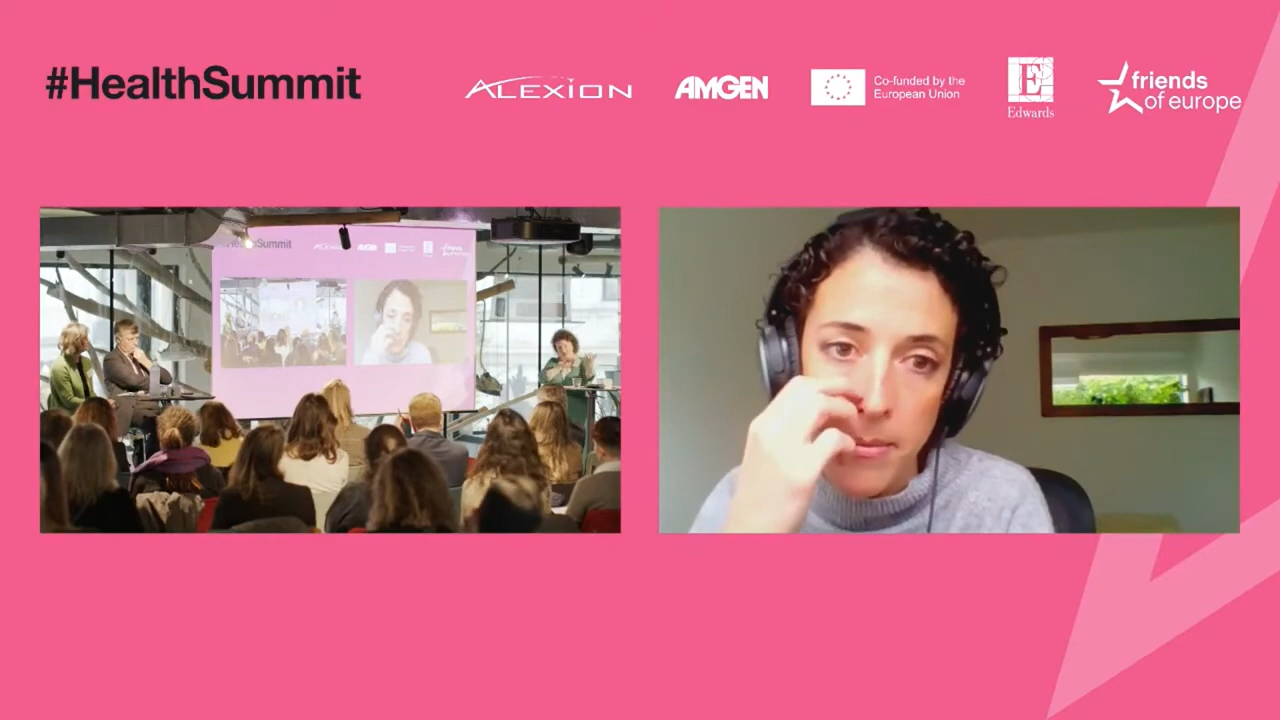 #HealthSummit
ALEXION
AMGEN
Co-funded by the
European Union
E
Edwards
friends
of europe